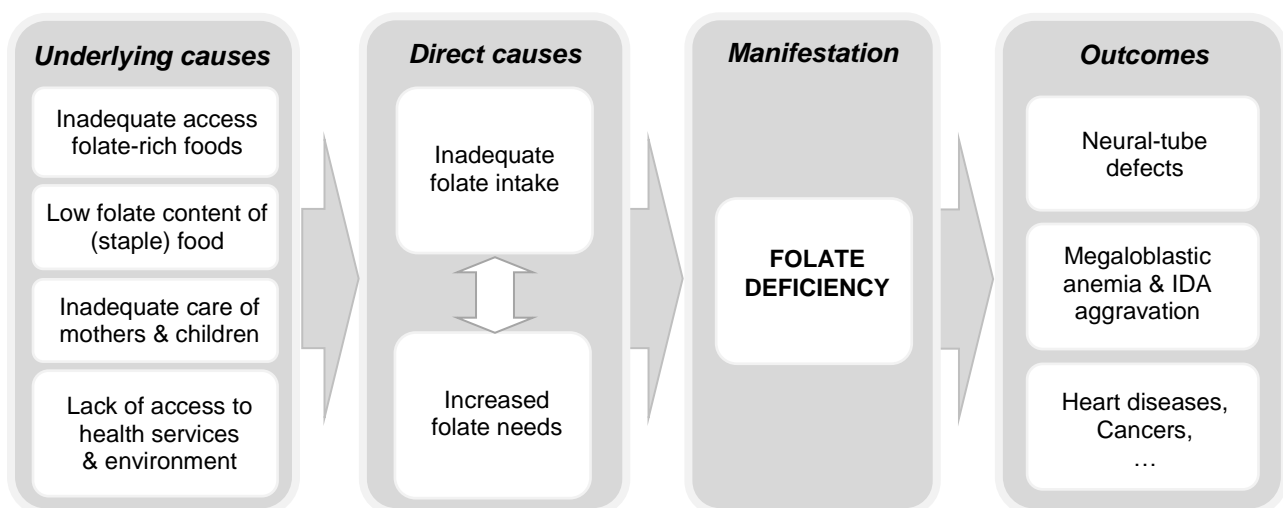 Underlying causes
Inadequate access
folate-rich foods
Low folate content of
(staple) food
Inadequate care of
mothers & children
Lack of access to
health services
& environment
Direct causes
Inadequate
folate intake
Increased
folate needs
Manifestation
FOLATE
DEFICIENCY
Outcomes
Neural-tube
defects
Megaloblastic
anemia & IDA
aggravation
Heart diseases,
Cancers,
…